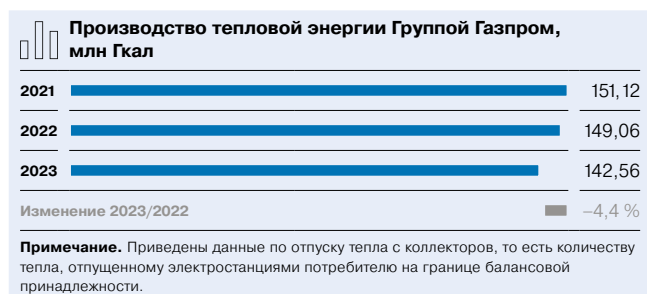 Производство тепловой энергии Группой Газпром,
млн Гкал
2021 151,12
2022 149,06
2023 142,56
Изменение 2023/2022 –4,4 %
Примечание. Приведены данные по отпуску тепла с коллекторов, то есть количеству
тепла, отпущенному электростанциями потребителю на границе балансовой
принадлежности.